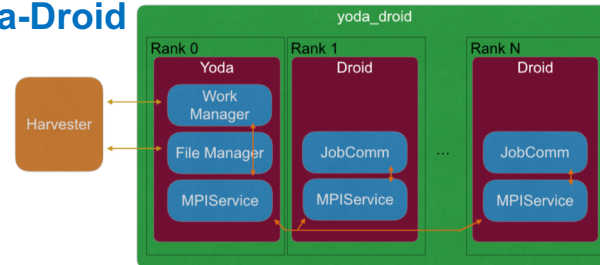 a-Droid
yoda_droid
Rank 0
Rank 1
Rank N
Yoda
Droid
Droid
Work
Manager
Harvester
File Manager
JobComm
...
JobComm
MPIService
MPIService
MPIService